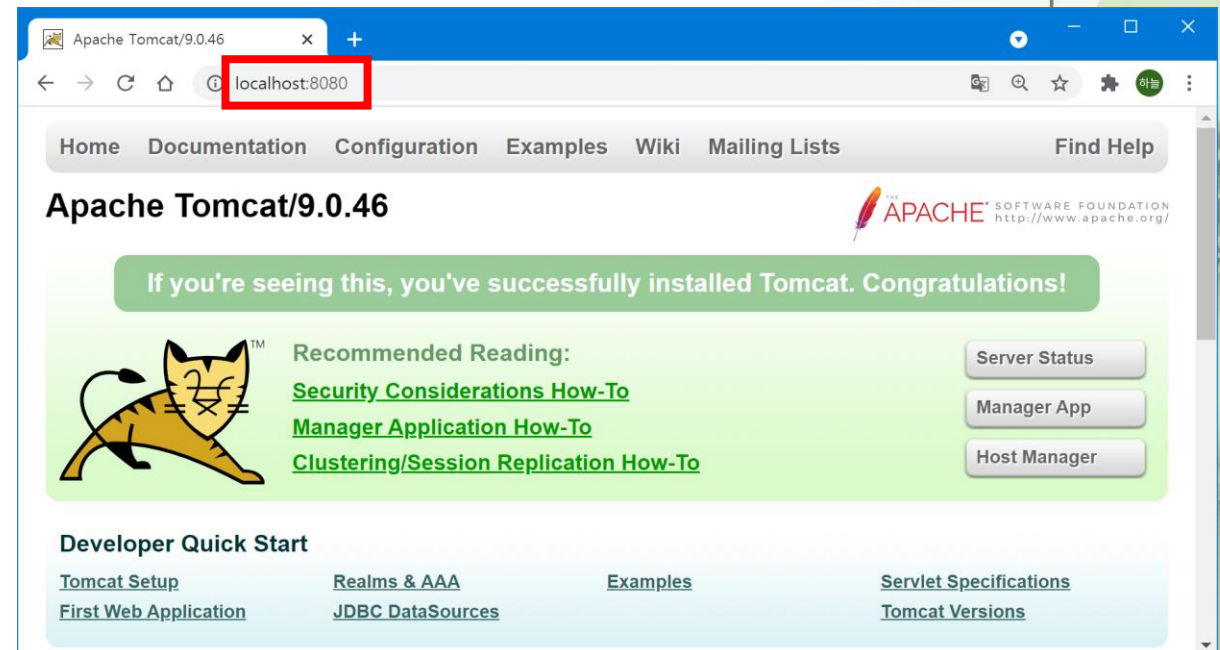 Apache Tomcat/9.0.46
localhost:8080
하늘
Home Documentation Configuration Examples Wiki Mailing Lists Find Help
Apache Tomcat/9.0.46
THE
APACHE SOFTWARE FOUNDATION
http://www.apache.org/
If you're seeing this, you've successfully installed Tomcat. Congratulations!
TM
Recommended Reading:
Security Considerations How-To
Manager Application How-To
Clustering/Session Replication How-To
Server Status
Manager App
Host Manager
Developer Quick Start
Tomcat Setup Realms & AAA Examples Servlet Specifications
First Web Application JDBC DataSources Tomcat Versions